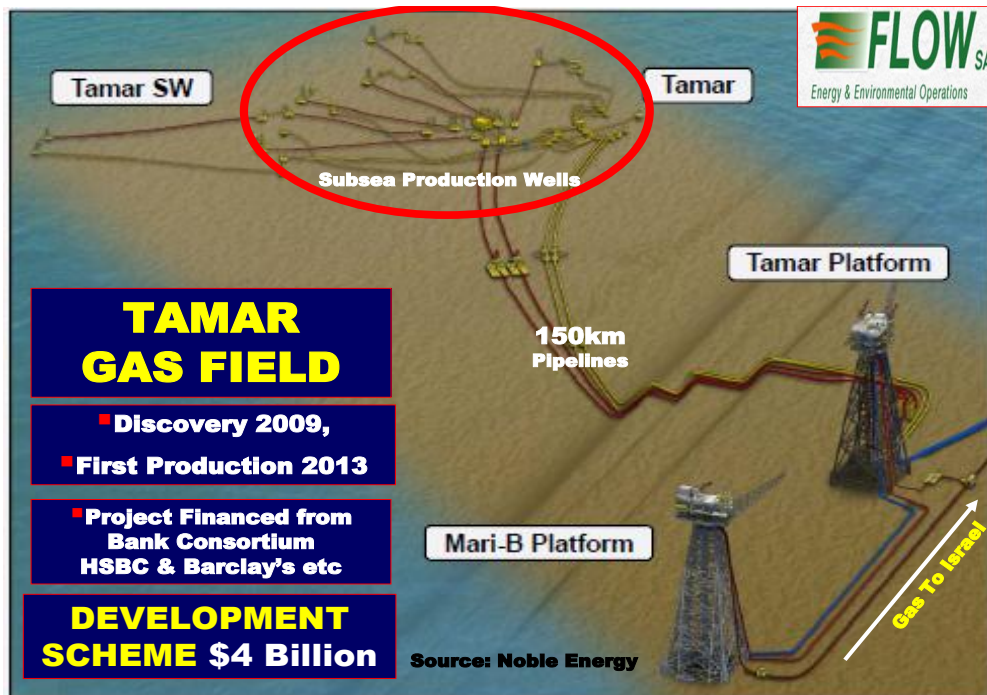 FLOW SA
Energy & Environmental Operations
Tamar SW
Tamar
Subsea Production Wells
Tamar Platform
150km
Pipelines
TAMAR
GAS FIELD
Discovery 2009,
First Production 2013
Project Financed from
Bank Consortium
HSBC & Barclay's etc
Mari-B Platform
Gas To Israel
DEVELOPMENT
SCHEME $4 Billion
Source: Noble Energy